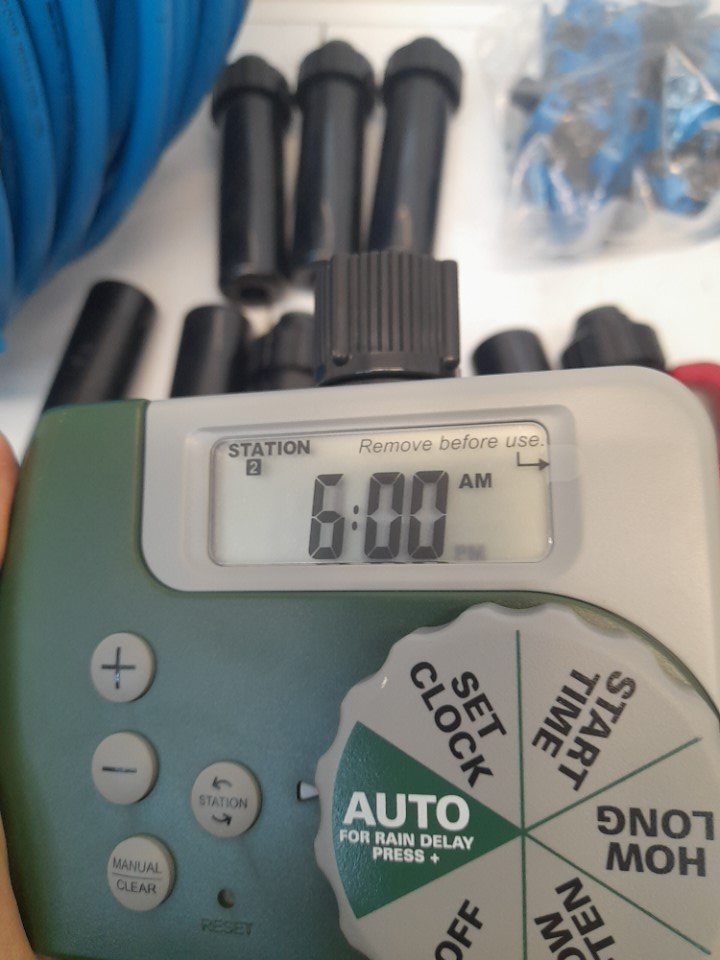 STATION
Remove before use.
2
6:00 AM
PM
+
−
STATION
MANUAL
CLEAR
RESET
SET
CLOCK
START
TIME
HOW
LONG
AUTO
FOR RAIN DELAY
PRESS +
OFF